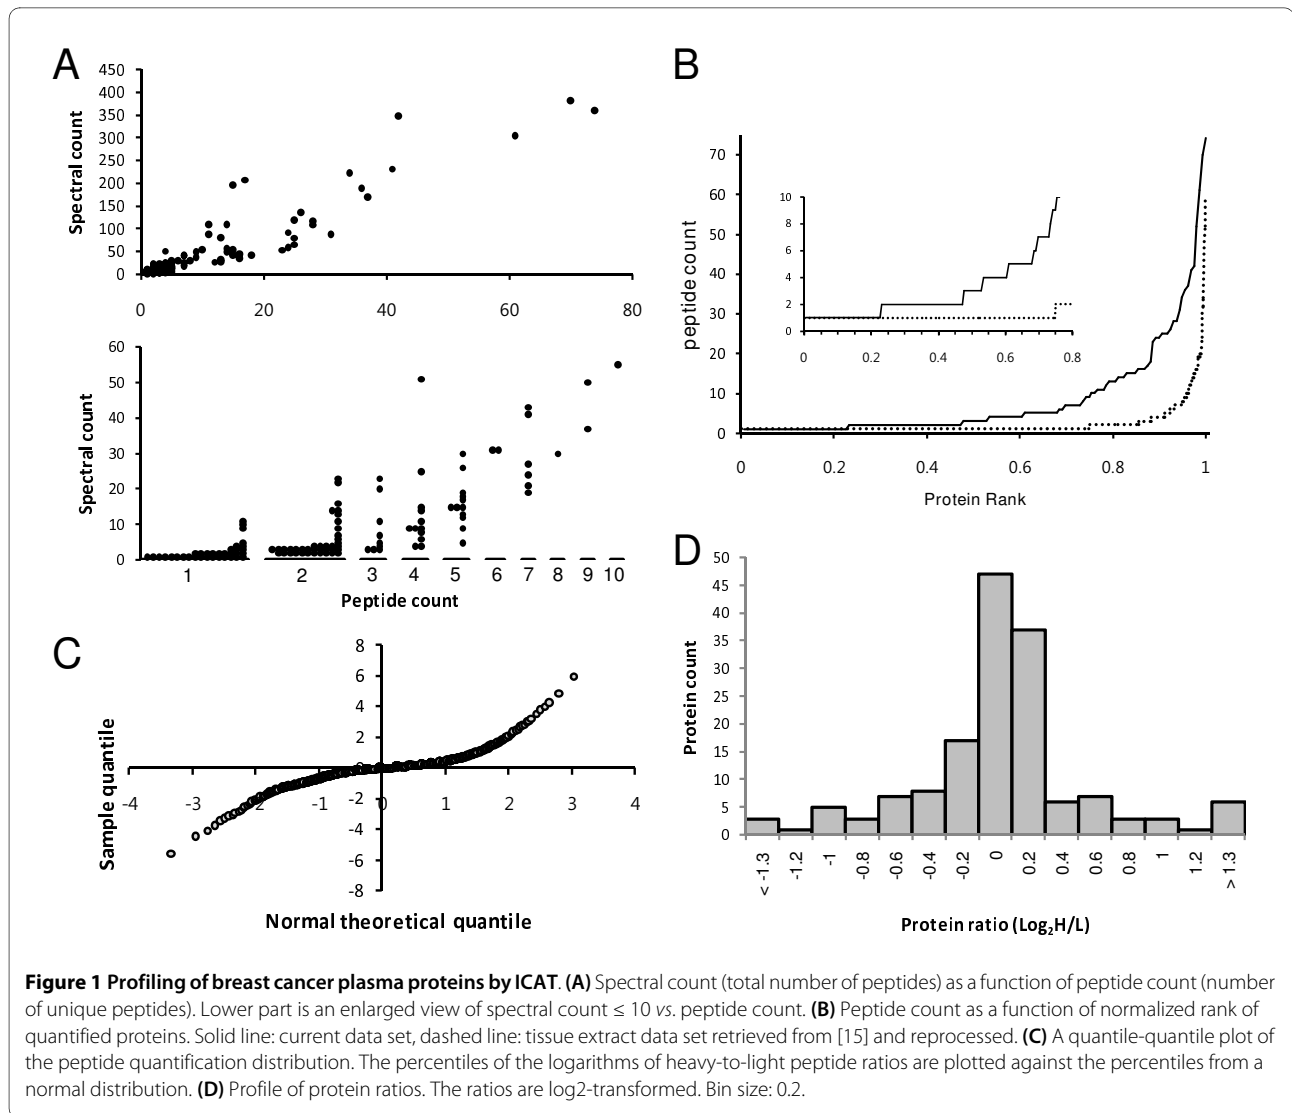 A
Spectral count
450
400
350
300
250
200
150
100
50
0
0 20 40 60 80
Spectral count
60
50
40
30
20
10
0
1 2 3 4 5 6 7 8 9 10
Peptide count
B
peptide count
70
60
50
40
30
20
10
0
0 0.2 0.4 0.6 0.8 1
Protein Rank
10
8
6
4
2
0
0 0.2 0.4 0.6 0.8
C
Sample quantile
8
6
4
2
0
-2
-4
-6
-8
-4 -3 -2 -1 0 1 2 3 4
Normal theoretical quantile
D
Protein count
50
45
40
35
30
25
20
15
10
5
0
< -1.3 -1.2 -1 -0.8 -0.6 -0.4 -0.2 0 0.2 0.4 0.6 0.8 1 1.2 > 1.3
Protein ratio (Log₂H/L)
Figure 1 Profiling of breast cancer plasma proteins by ICAT. (A) Spectral count (total number of peptides) as a function of peptide count (number
of unique peptides). Lower part is an enlarged view of spectral count ≤ 10 vs. peptide count. (B) Peptide count as a function of normalized rank of
quantified proteins. Solid line: current data set, dashed line: tissue extract data set retrieved from [15] and reprocessed. (C) A quantile-quantile plot of
the peptide quantification distribution. The percentiles of the logarithms of heavy-to-light peptide ratios are plotted against the percentiles from a
normal distribution. (D) Profile of protein ratios. The ratios are log2-transformed. Bin size: 0.2.